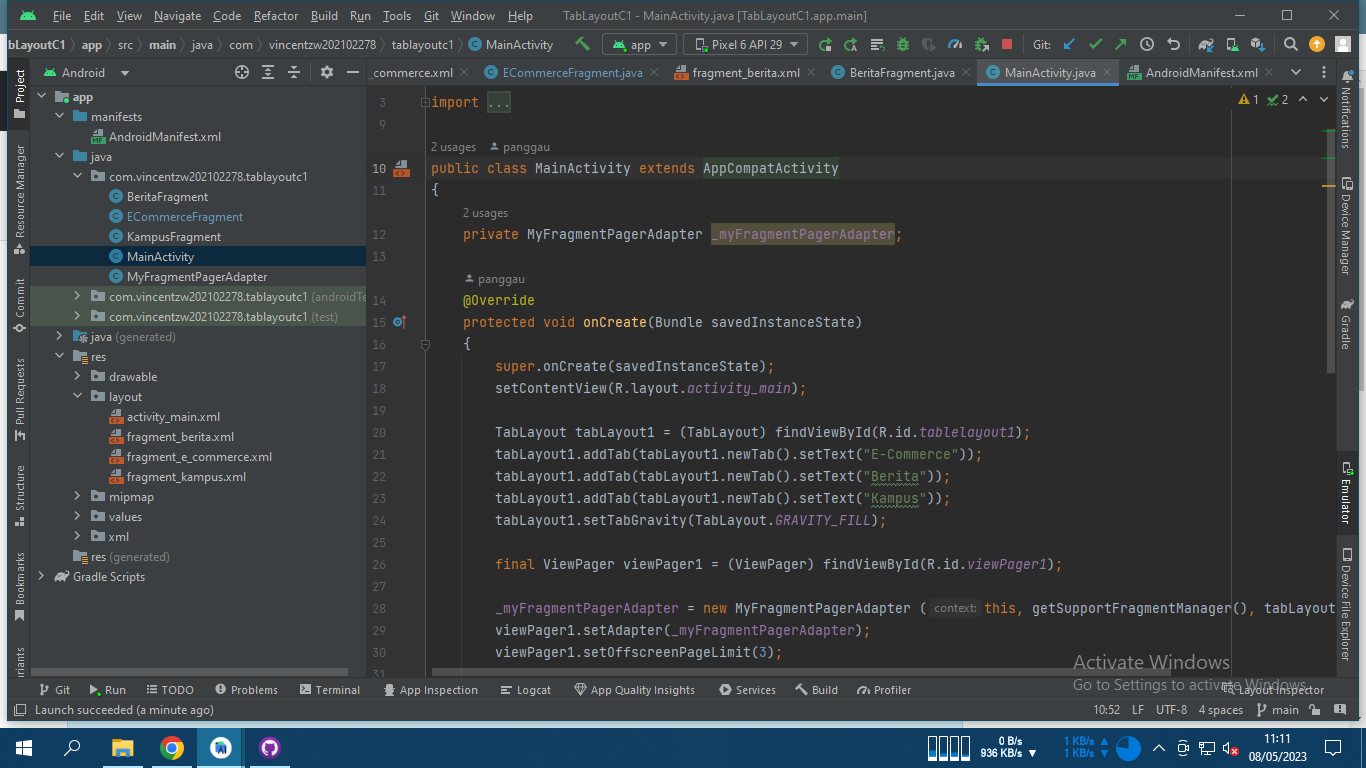 File Edit View Navigate Code Refactor Build Run Tools Git Window Help TabLayoutC1 - MainActivity.java [TabLayoutC1.app.main]
bLayoutC1 app src main java com vincentzw202102278 tablayoutc1 MainActivity app Pixel 6 API 29 Git:
Android _commerce.xml ECommerceFragment.java fragment_berita.xml BeritaFragment.java MainActivity.java AndroidManifest.xml
Project
Resource Manager
Commit
Pull Requests
Structure
Bookmarks
ariants
app
manifests
AndroidManifest.xml
java
com.vincentzw202102278.tablayoutc1
BeritaFragment
ECommerceFragment
KampusFragment
MainActivity
MyFragmentPagerAdapter
com.vincentzw202102278.tablayoutc1 (androidTe
com.vincentzw202102278.tablayoutc1 (test)
java (generated)
res
drawable
layout
activity_main.xml
fragment_berita.xml
fragment_e_commerce.xml
fragment_kampus.xml
mipmap
values
xml
res (generated)
Gradle Scripts
3 import ...
1 2
9
2 usages panggau
10 public class MainActivity extends AppCompatActivity
11 {
2 usages
12 private MyFragmentPagerAdapter _myFragmentPagerAdapter;
13
panggau
14 @Override
15 protected void onCreate(Bundle savedInstanceState)
16 {
17 super.onCreate(savedInstanceState);
18 setContentView(R.layout.activity_main);
19
20 TabLayout tabLayout1 = (TabLayout) findViewById(R.id.tablelayout1);
21 tabLayout1.addTab(tabLayout1.newTab().setText("E-Commerce"));
22 tabLayout1.addTab(tabLayout1.newTab().setText("Berita"));
23 tabLayout1.addTab(tabLayout1.newTab().setText("Kampus"));
24 tabLayout1.setTabGravity(TabLayout.GRAVITY_FILL);
25
26 final ViewPager viewPager1 = (ViewPager) findViewById(R.id.viewPager1);
27
28 _myFragmentPagerAdapter = new MyFragmentPagerAdapter ( context: this, getSupportFragmentManager(), tabLayout
29 viewPager1.setAdapter(_myFragmentPagerAdapter);
30 viewPager1.setOffscreenPageLimit(3);
31
Notifications
Device Manager
Gradle
Emulator
Device File Explorer
Activate Windows
Go to Settings to activate Windows.
Git Run TODO Problems Terminal App Inspection Logcat App Quality Insights Services Build Profiler Layout Inspector
Launch succeeded (a minute ago) 10:52 LF UTF-8 4 spaces main
0 B/s
936 KB/s
1 KB/s
1 KB/s
11:11
08/05/2023